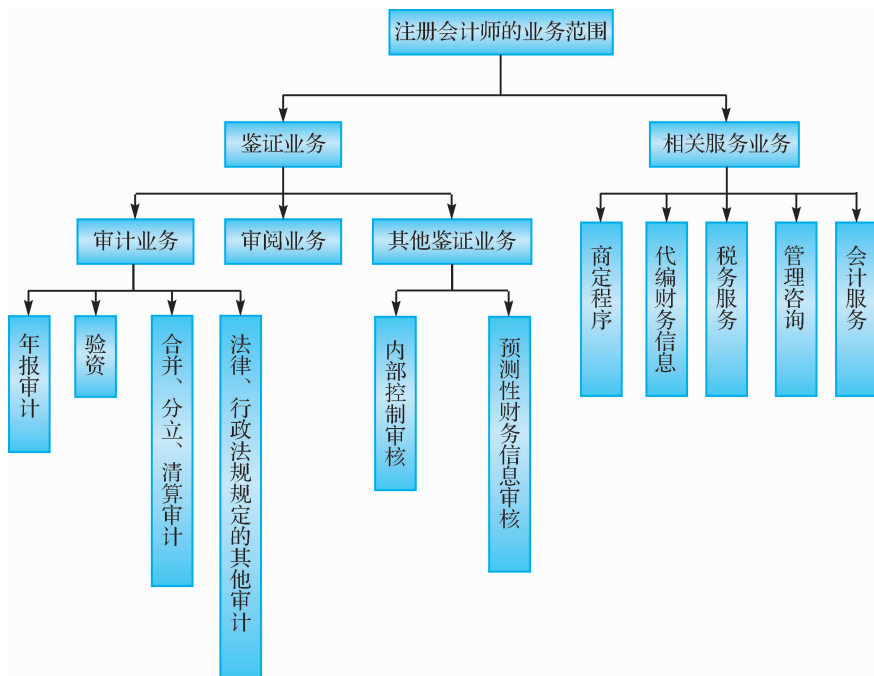 注册会计师的业务范围
鉴证业务
相关服务业务
审计业务
审阅业务
其他鉴证业务
商定程序
代编财务信息
税务服务
管理咨询
会计服务
年报审计
验资
合并、分立、清算审计
法律、行政法规规定的其他审计
内部控制审核
预测性财务信息审核